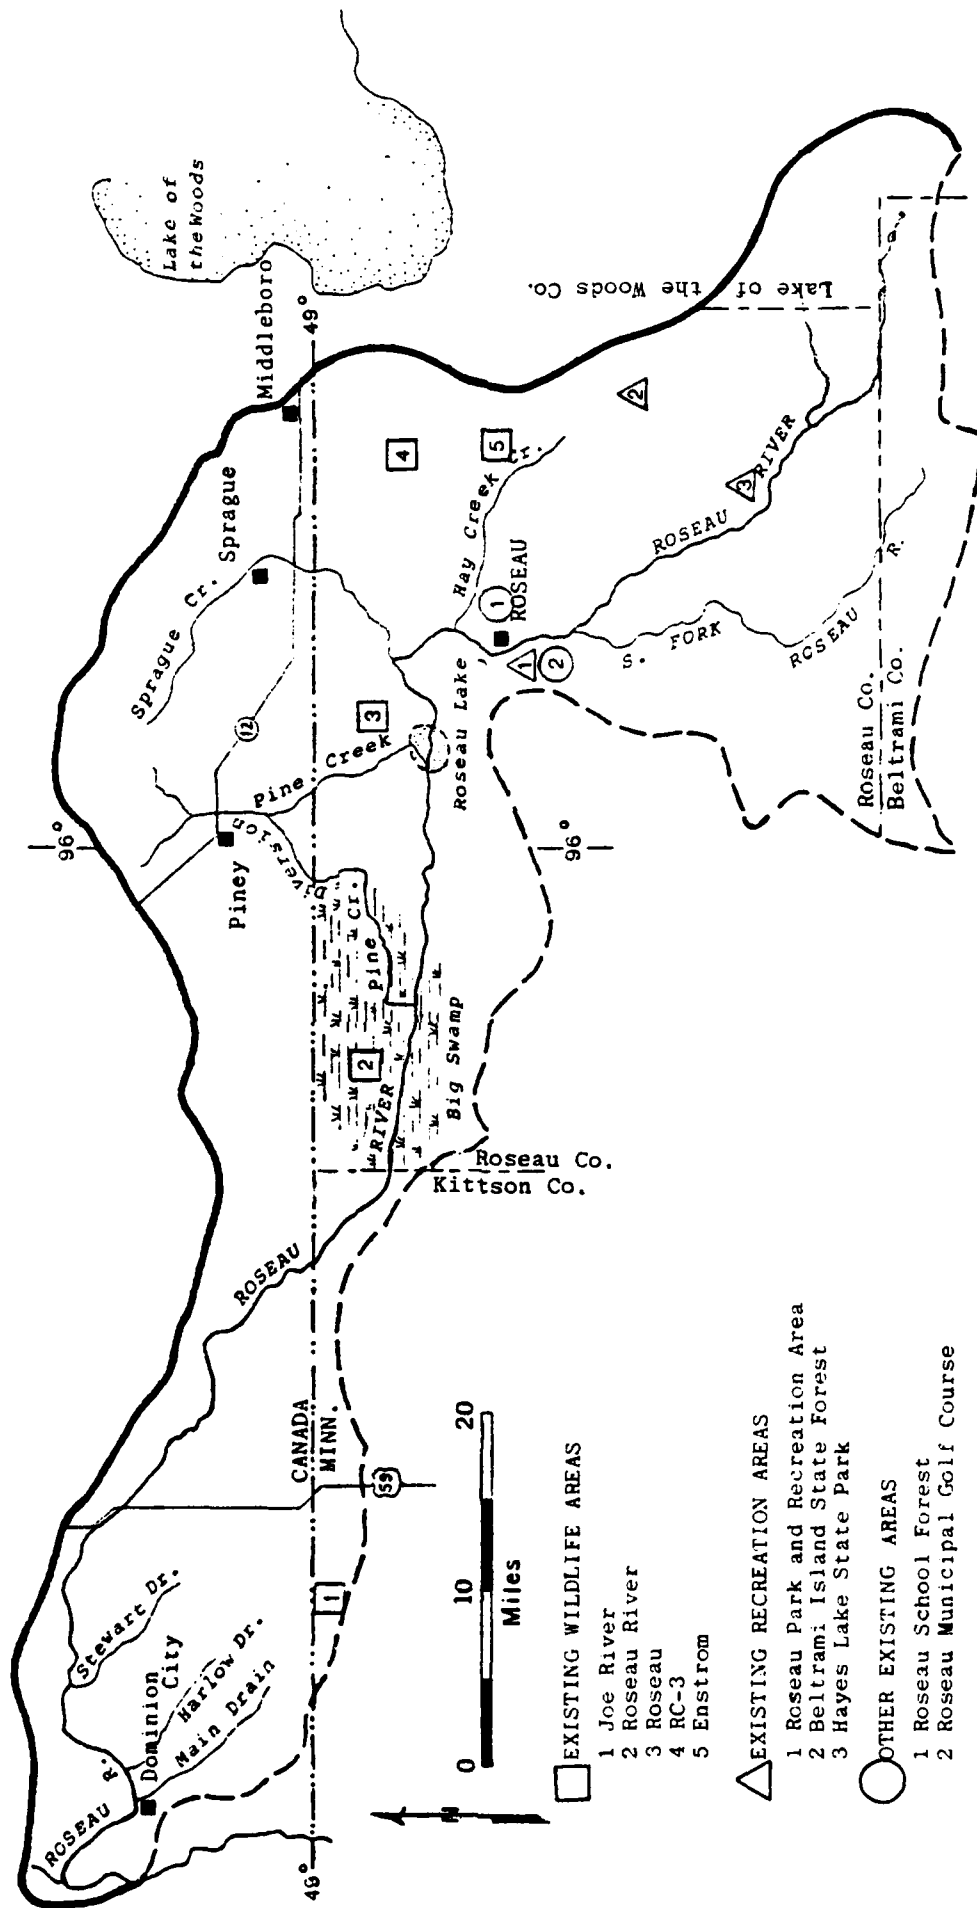 Lake of
the Woods
Middleboro
49°
Sprague
Sprague Cr.
12
96°
Piney
Pine Creek
Diversion
Pine Cr.
4
5
3
2
Hay Creek
Cr.
1
ROSEAU
1
2
Roseau Lake
2
3
ROSEAU RIVER
S. FORK
ROSEAU R.
Lake of the Woods Co.
Roseau Co.
Beltrami Co.
96°
Big Swamp
Roseau Co.
Kittson Co.
ROSEAU RIVER
CANADA
MINN.
59
1
Stewart Dr.
Harlow Dr.
Main Drain
Dominion
City
ROSEAU R.
49°
N
0 10 20
Miles
EXISTING WILDLIFE AREAS
1 Joe River
2 Roseau River
3 Roseau
4 RC-3
5 Enstrom
EXISTING RECREATION AREAS
1 Roseau Park and Recreation Area
2 Beltrami Island State Forest
3 Hayes Lake State Park
OTHER EXISTING AREAS
1 Roseau School Forest
2 Roseau Municipal Golf Course